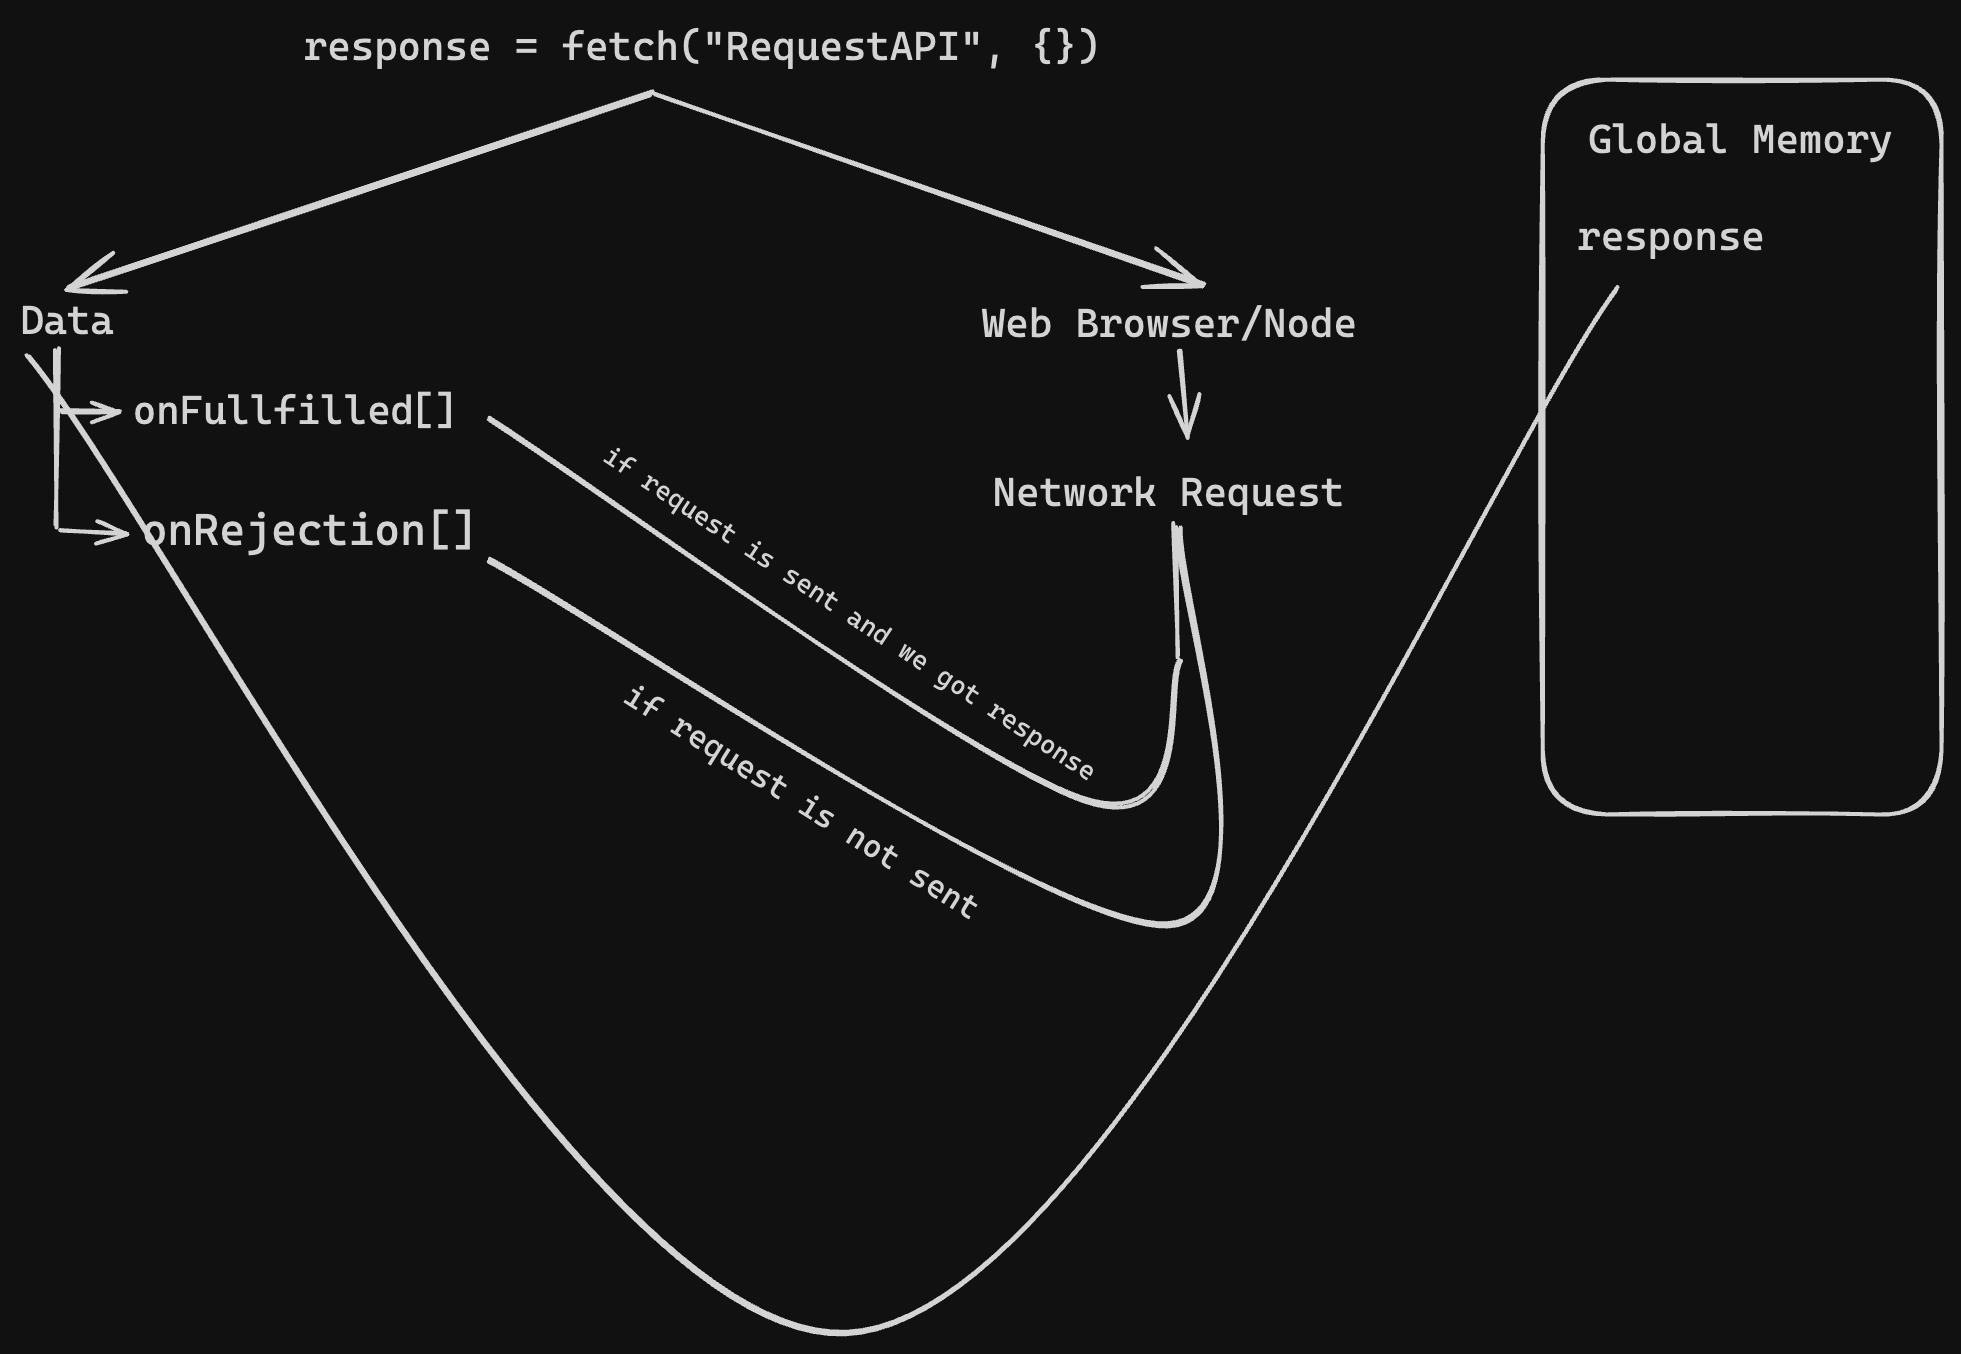 response = fetch("RequestAPI", {})
Global Memory
response
Data
Web Browser/Node
onFullfilled[]
onRejection[]
Network Request
if request is sent and we got response
if request is not sent